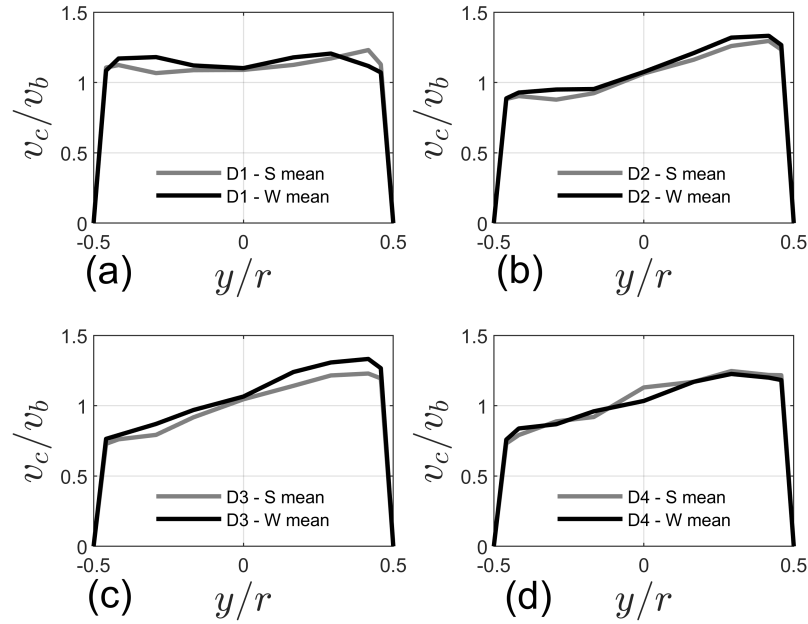 1.5
1
0.5
0
v_c/v_b
D1 - S mean
D1 - W mean
-0.5 0 0.5
(a) y/r
1.5
1
0.5
0
v_c/v_b
D2 - S mean
D2 - W mean
-0.5 0 0.5
(b) y/r
1.5
1
0.5
0
v_c/v_b
D3 - S mean
D3 - W mean
-0.5 0 0.5
(c) y/r
1.5
1
0.5
0
v_c/v_b
D4 - S mean
D4 - W mean
-0.5 0 0.5
(d) y/r